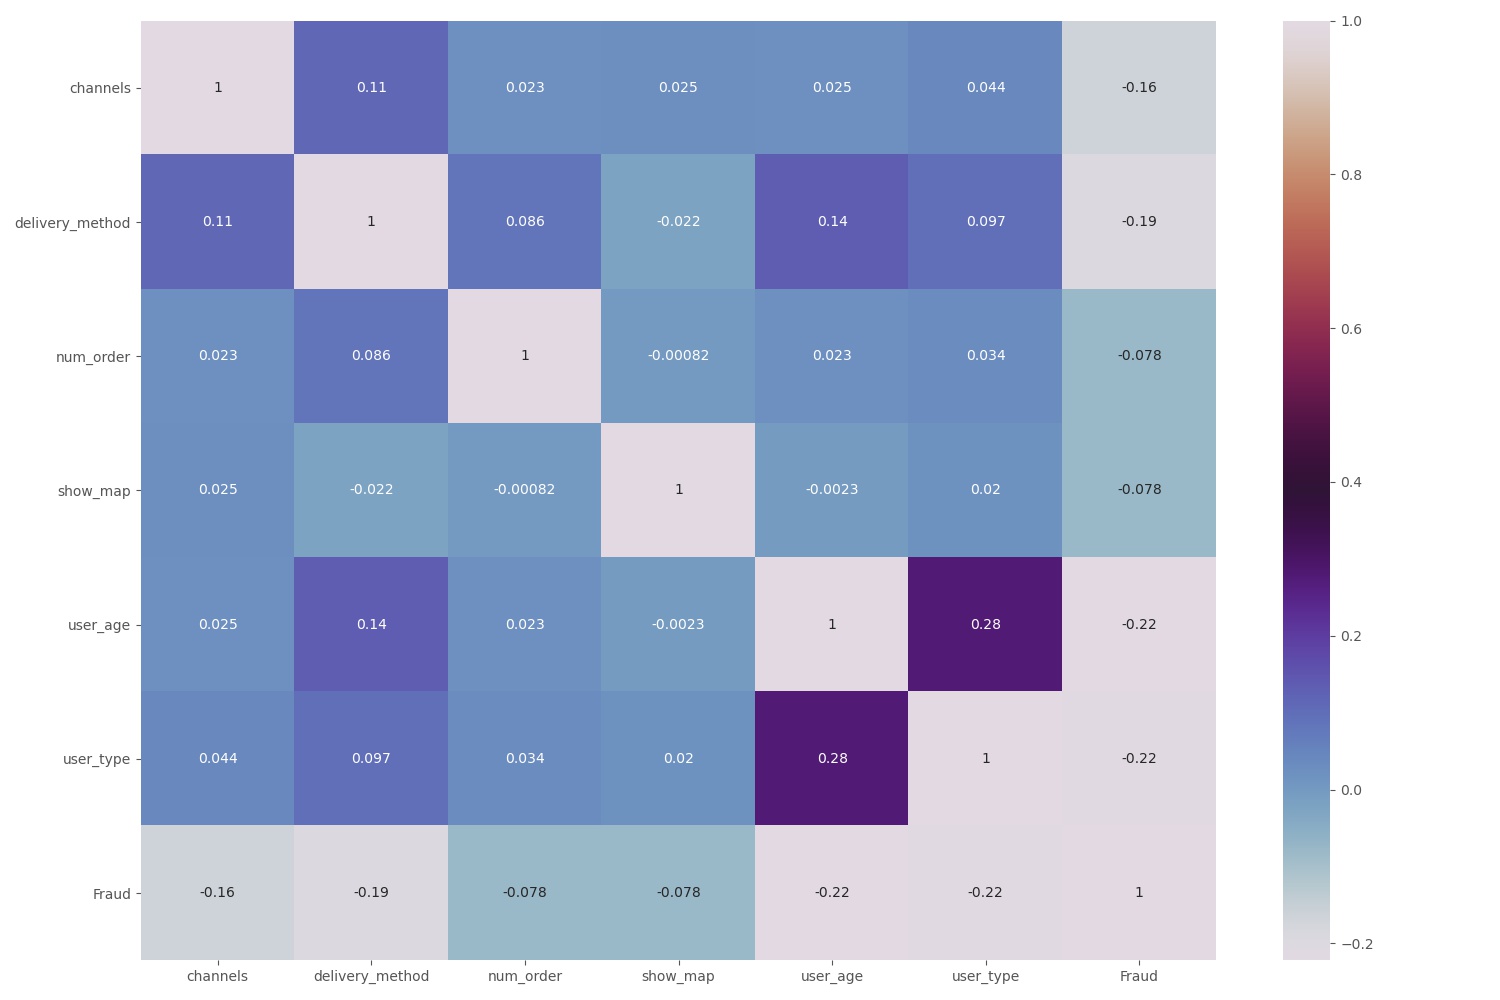 channels 1 0.11 0.023 0.025 0.025 0.044 -0.16
delivery_method 0.11 1 0.086 -0.022 0.14 0.097 -0.19
num_order 0.023 0.086 1 -0.00082 0.023 0.034 -0.078
show_map 0.025 -0.022 -0.00082 1 -0.0023 0.02 -0.078
user_age 0.025 0.14 0.023 -0.0023 1 0.28 -0.22
user_type 0.044 0.097 0.034 0.02 0.28 1 -0.22
Fraud -0.16 -0.19 -0.078 -0.078 -0.22 -0.22 1
channels delivery_method num_order show_map user_age user_type Fraud
1.0
0.8
0.6
0.4
0.2
0.0
−0.2